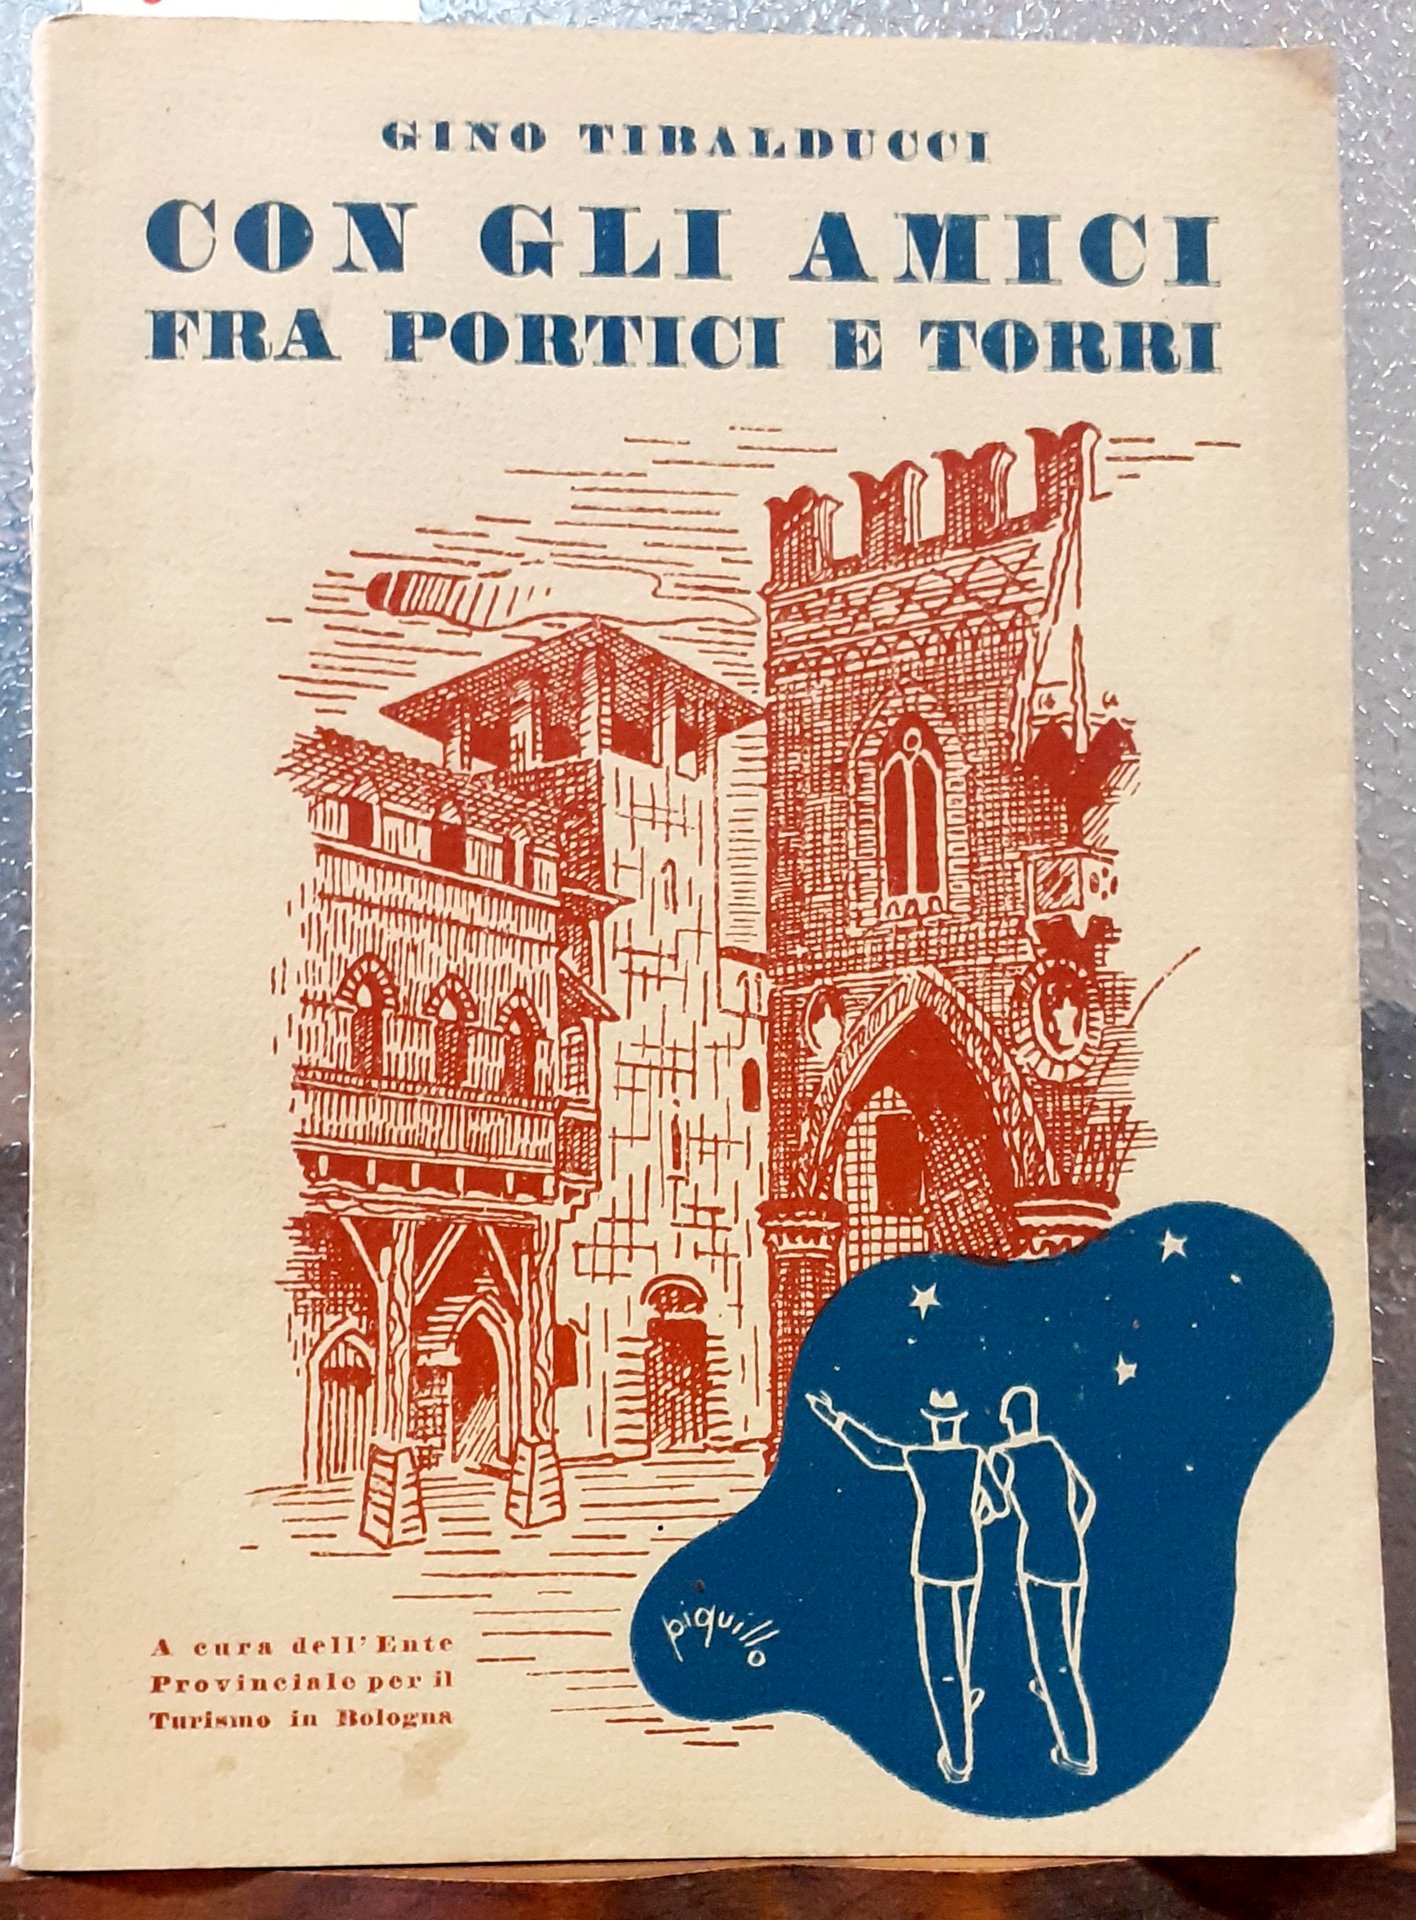 GINO TIBALDUCCI
CON GLI AMICI
FRA PORTICI E TORRI
A cura dell'Ente
Provinciale per il
Turismo in Bologna
piquillo